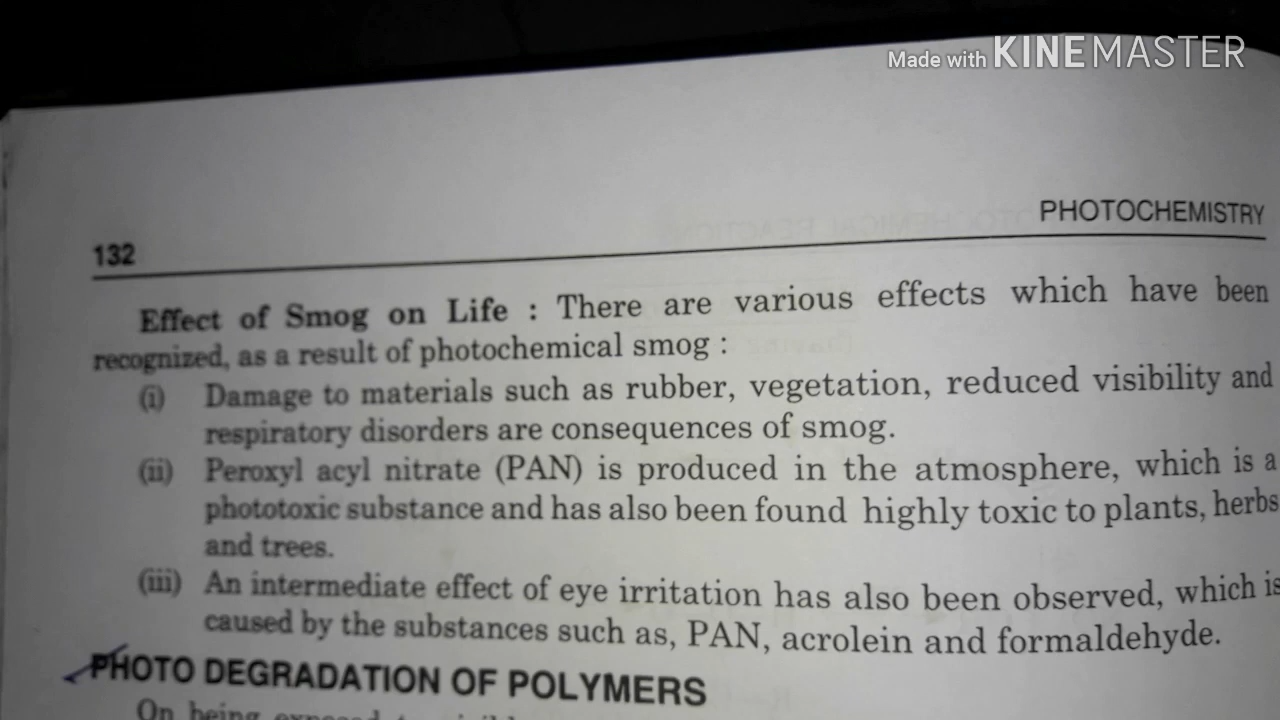 Made with KINEMASTER
PHOTOCHEMISTRY
132
Effect of Smog on Life : There are various effects which have been
recognized, as a result of photochemical smog :
(i) Damage to materials such as rubber, vegetation, reduced visibility and
respiratory disorders are consequences of smog.
(ii) Peroxyl acyl nitrate (PAN) is produced in the atmosphere, which is a
phototoxic substance and has also been found highly toxic to plants, herbs
and trees.
(iii) An intermediate effect of eye irritation has also been observed, which is
caused by the substances such as, PAN, acrolein and formaldehyde.
PHOTO DEGRADATION OF POLYMERS
On being exposed to